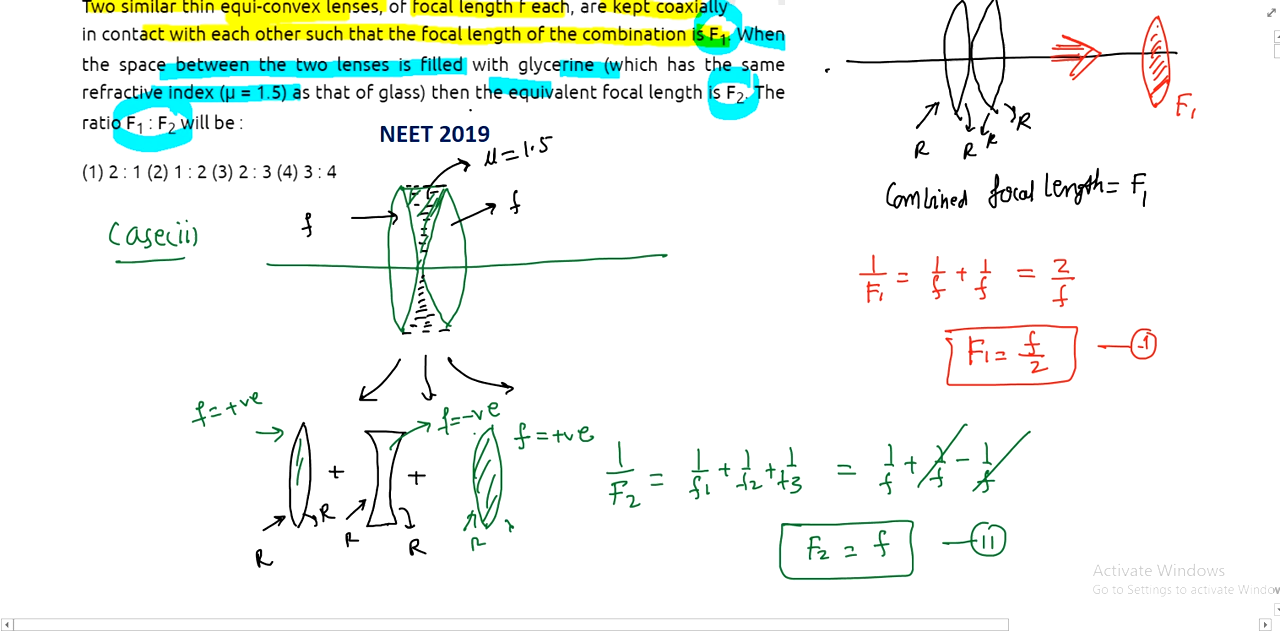 Two similar thin equi-convex lenses, of focal length f each, are kept coaxially
in contact with each other such that the focal length of the combination is F₁. When
the space between the two lenses is filled with glycerine (which has the same
refractive index (μ = 1.5) as that of glass) then the equivalent focal length is F₂. The
ratio F₁ : F₂ will be :
NEET 2019
(1) 2 : 1 (2) 1 : 2 (3) 2 : 3 (4) 3 : 4
μ = 1.5
f
f
Case(ii)
R
R
R
R
F₁
Combined focal length = F₁
1/F₁ = 1/f + 1/f = 2/f
F₁ = f/2
1
f=+ve
f=-ve
f=+ve
+
+
R
R
R
R
R
1/F₂ = 1/f₁ + 1/f₂ + 1/f3 = 1/f + 1/f - 1/f
F₂ = f
11
Activate Windows
Go to Settings to activate Window